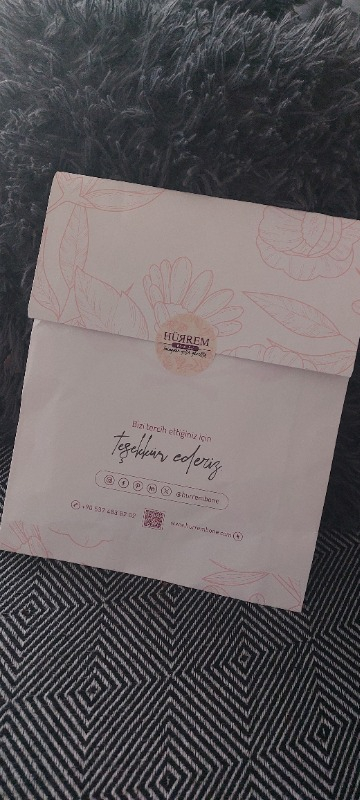 HÜRREM
Bizi tercih ettiğiniz için
teşekkür ederiz
@hurrembone
www.hurrembone.com